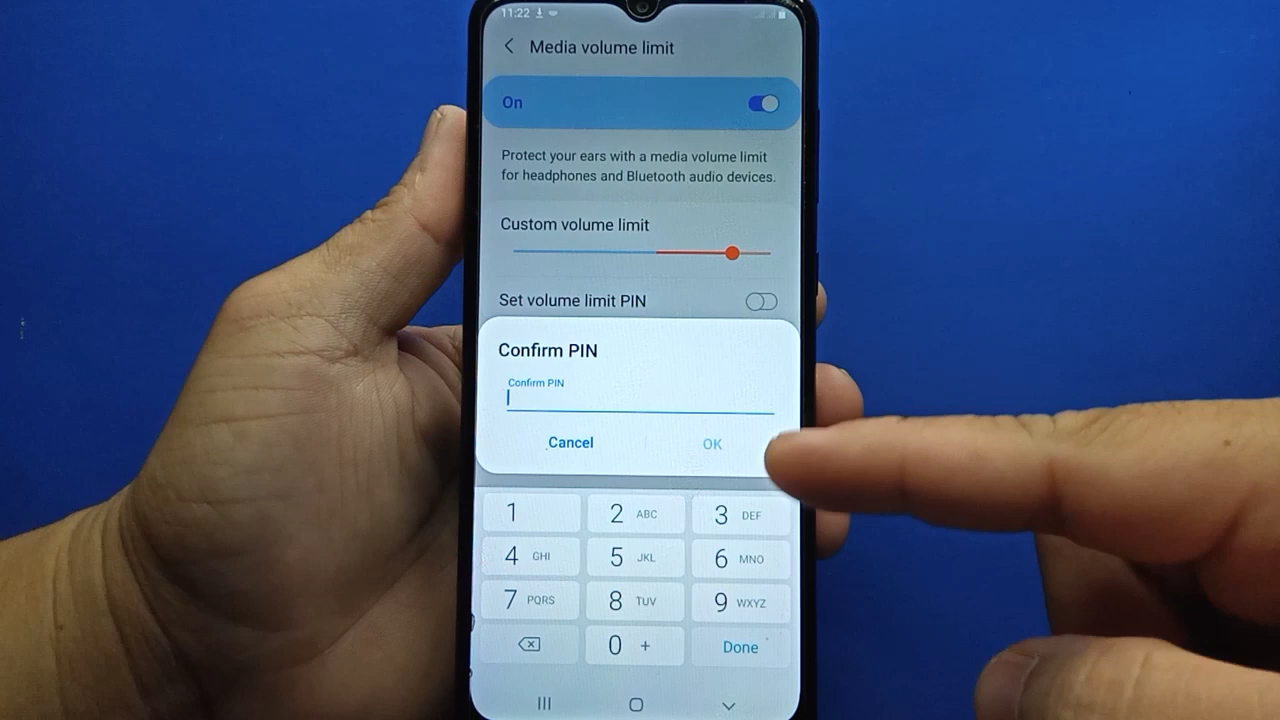 11:22
Media volume limit
On
Protect your ears with a media volume limit
for headphones and Bluetooth audio devices.
Custom volume limit
Set volume limit PIN
Confirm PIN
Confirm PIN
Cancel OK
1 2 ABC 3 DEF
4 GHI 5 JKL 6 MNO
7 PQRS 8 TUV 9 WXYZ
0 + Done